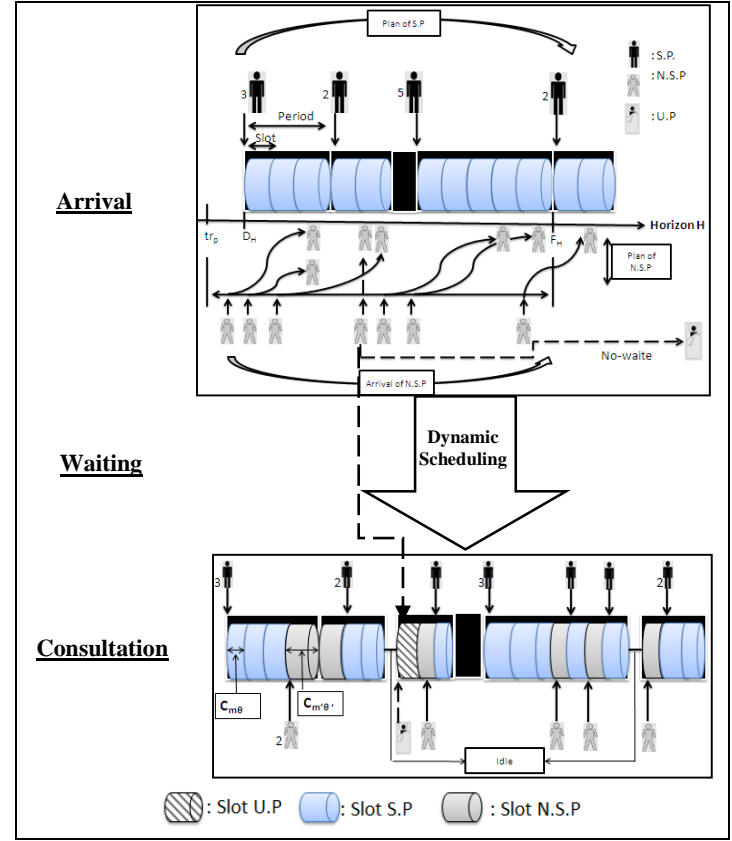 Plan of S.P
: S.P.
: N.S.P
: U.P
3
2
5
2
Period
Slot
Arrival
Horizon H
tr_p
D_H
F_H
Plan of
N.S.P
No-waite
Arrival of N.S.P
Dynamic
Scheduling
Waiting
3
2
3
2
Consultation
C_mθ
C_m'θ'
2
Idle
: Slot U.P
: Slot S.P
: Slot N.S.P